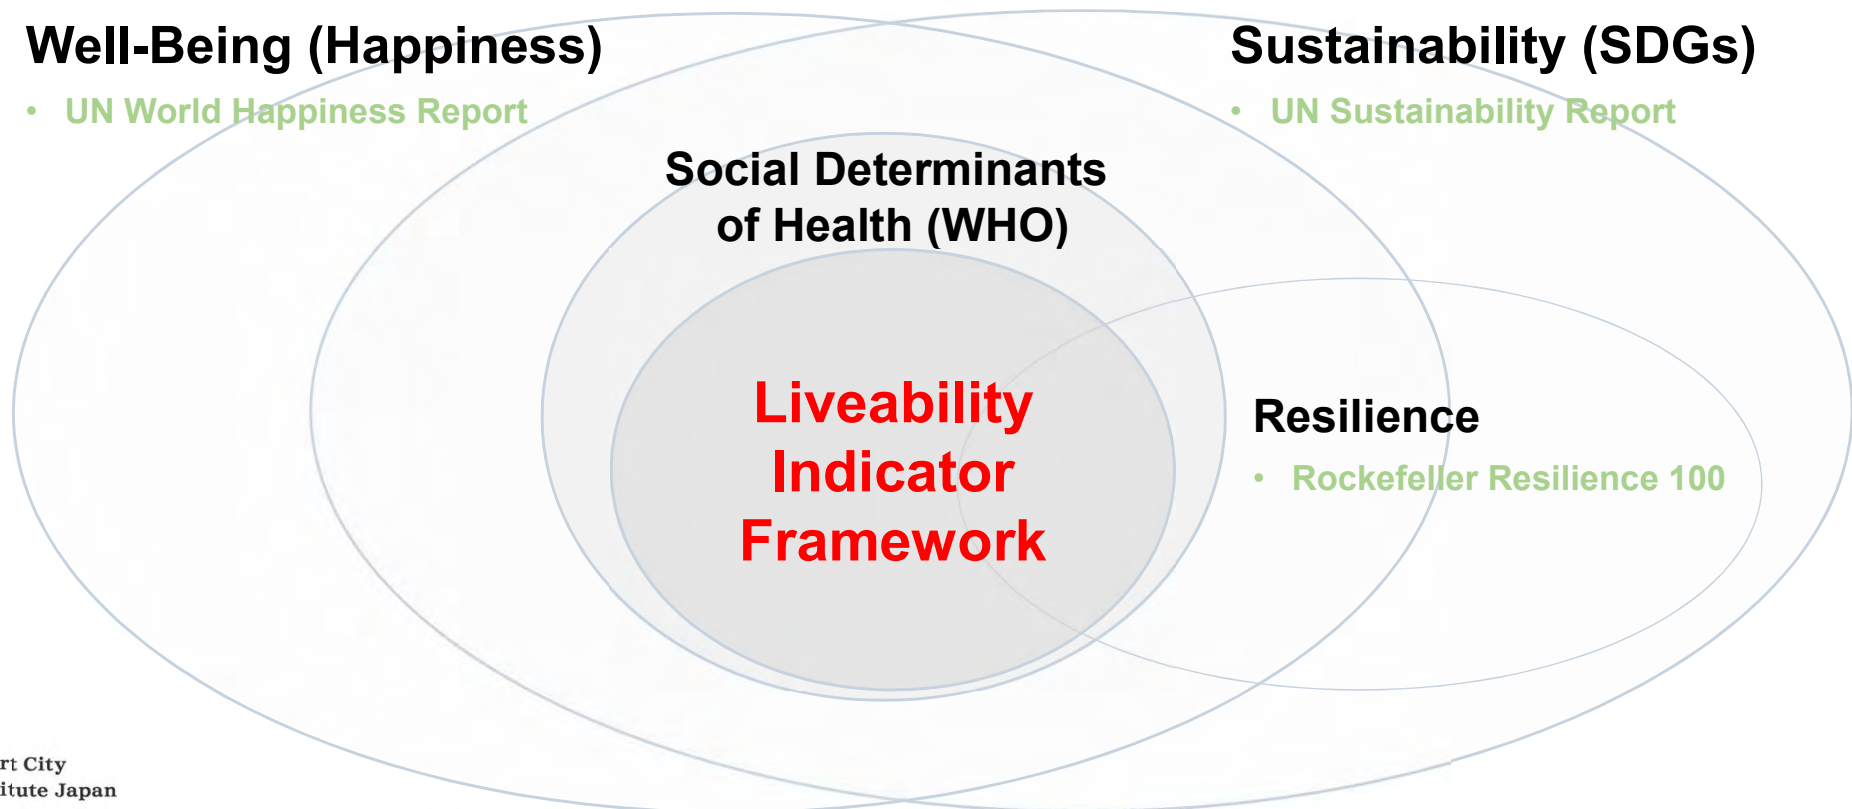 Well-Being (Happiness)
• UN World Happiness Report
Sustainability (SDGs)
• UN Sustainability Report
Social Determinants
of Health (WHO)
Liveability
Indicator
Framework
Resilience
• Rockefeller Resilience 100
rt City
itute Japan